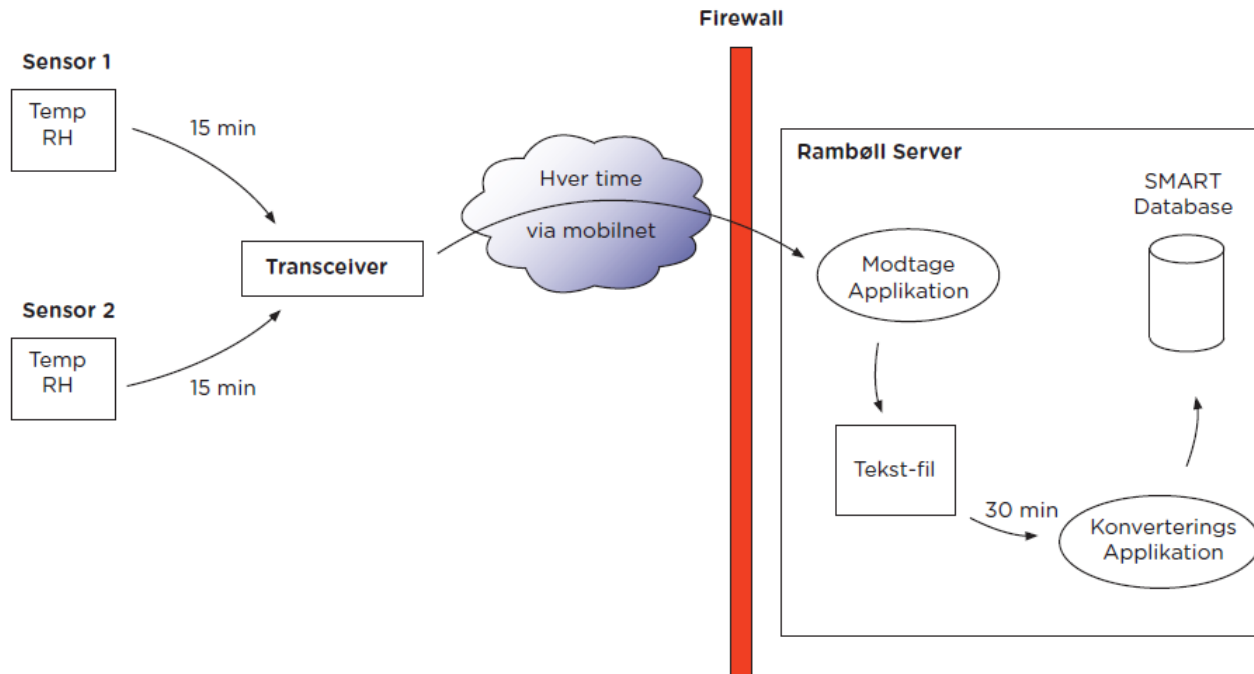 Firewall
Sensor 1
Temp
RH
15 min
Sensor 2
Temp
RH
15 min
Transceiver
Hver time
via mobilnet
Rambøll Server
Modtage
Applikation
Tekst-fil
30 min
Konverterings
Applikation
SMART
Database